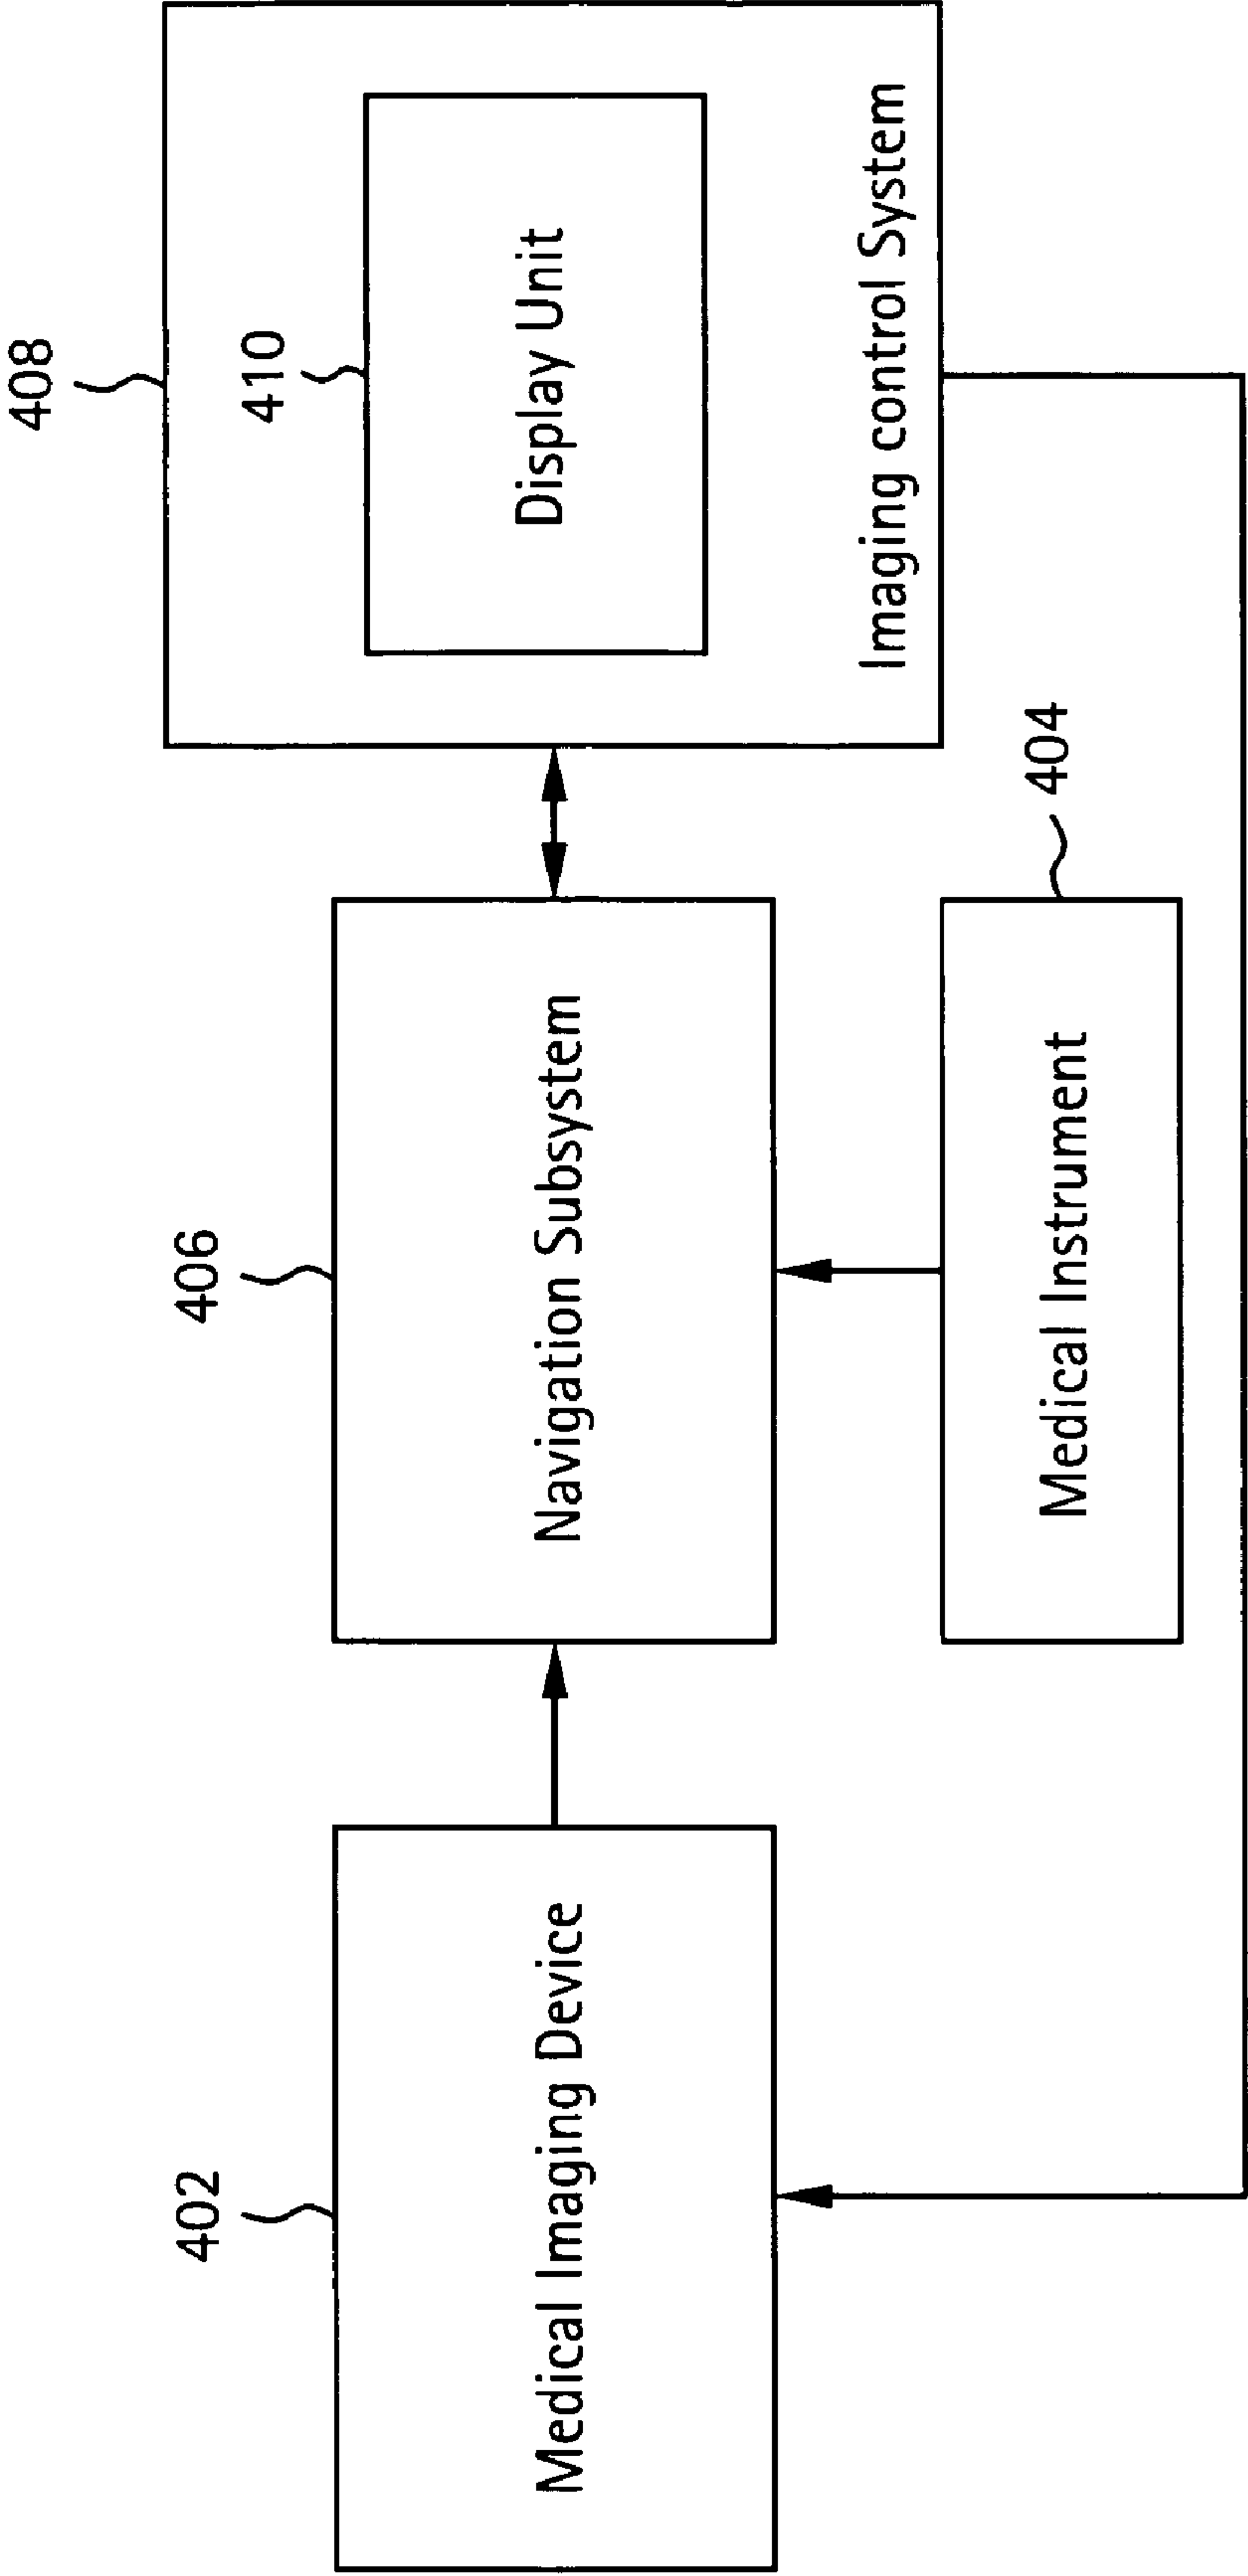 408
410
Display Unit
Imaging control System
406
Navigation Subsystem
404
Medical Instrument
402
Medical Imaging Device